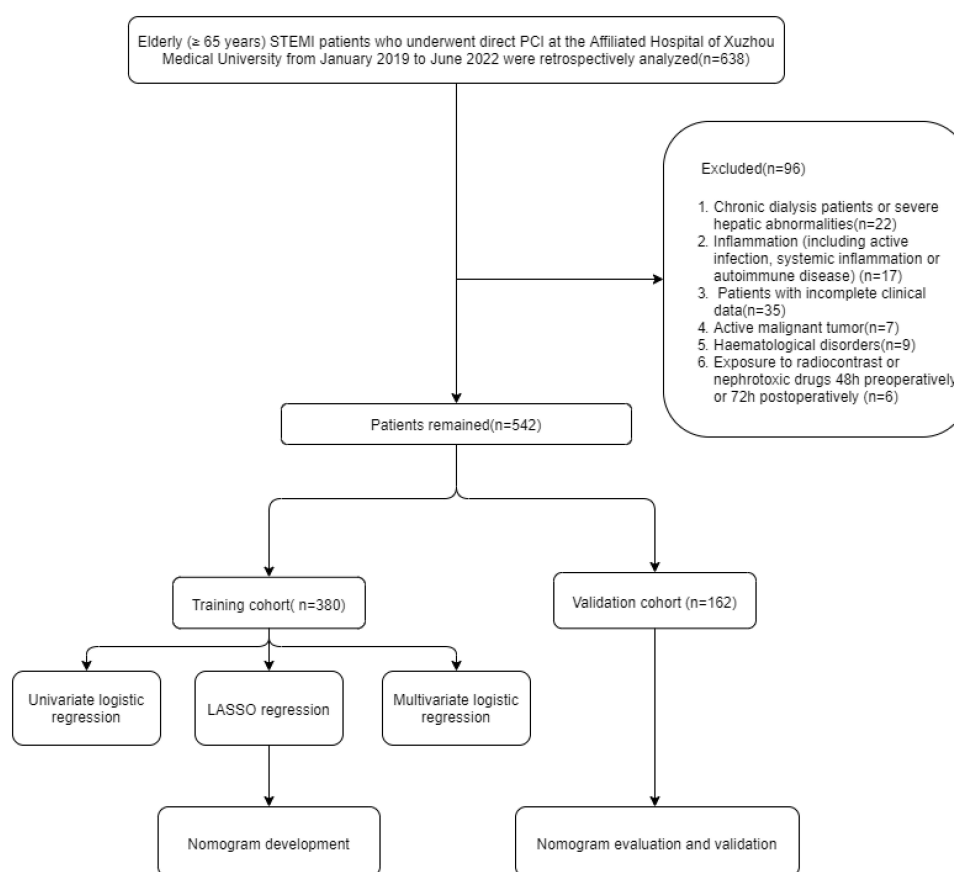 Elderly (≥ 65 years) STEMI patients who underwent direct PCI at the Affiliated Hospital of Xuzhou
Medical University from January 2019 to June 2022 were retrospectively analyzed(n=638)
Excluded(n=96)
1. Chronic dialysis patients or severe
hepatic abnormalities(n=22)
2. Inflammation (including active
infection, systemic inflammation or
autoimmune disease) (n=17)
3. Patients with incomplete clinical
data(n=35)
4. Active malignant tumor(n=7)
5. Haematological disorders(n=9)
6. Exposure to radiocontrast or
nephrotoxic drugs 48h preoperatively
or 72h postoperatively (n=6)
Patients remained(n=542)
Training cohort( n=380)
Validation cohort (n=162)
Univariate logistic
regression
LASSO regression
Multivariate logistic
regression
Nomogram development
Nomogram evaluation and validation